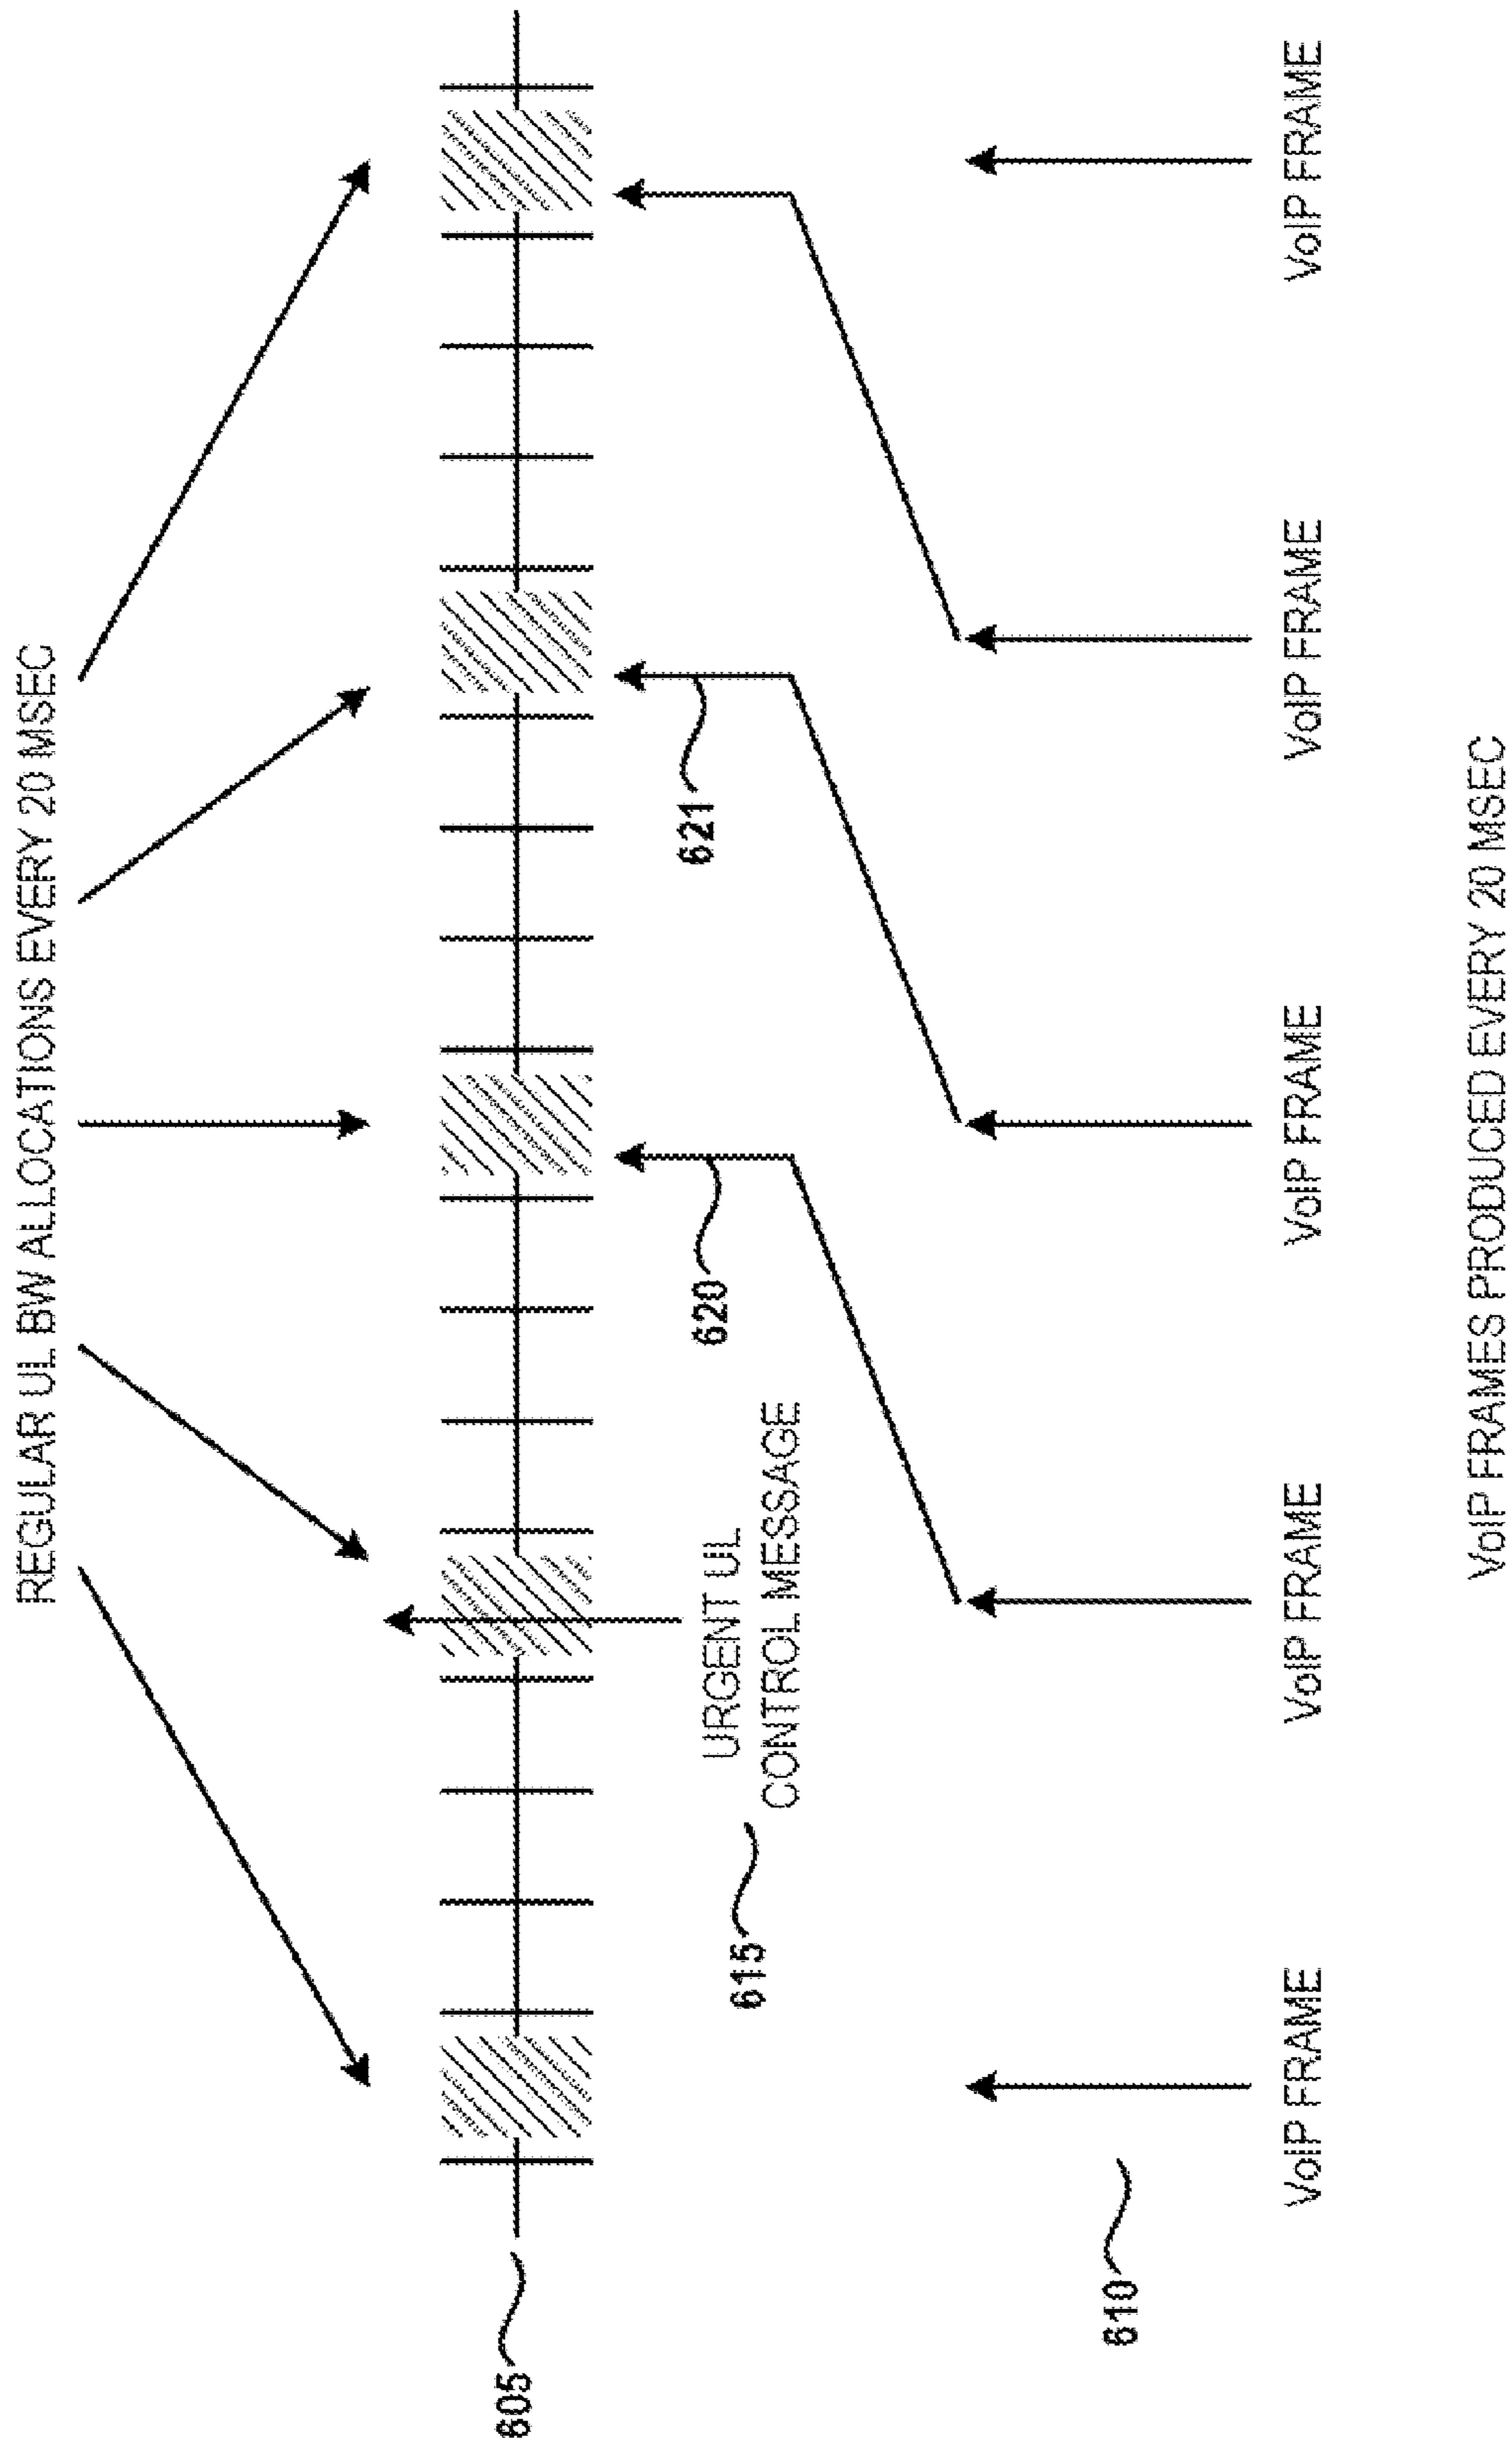 REGULAR UL BW ALLOCATIONS EVERY 20 MSEC
605
URGENT UL
CONTROL MESSAGE
615
620
621
610
VoIP FRAME
VoIP FRAME
VoIP FRAME
VoIP FRAME
VoIP FRAME
VoIP FRAMES PRODUCED EVERY 20 MSEC